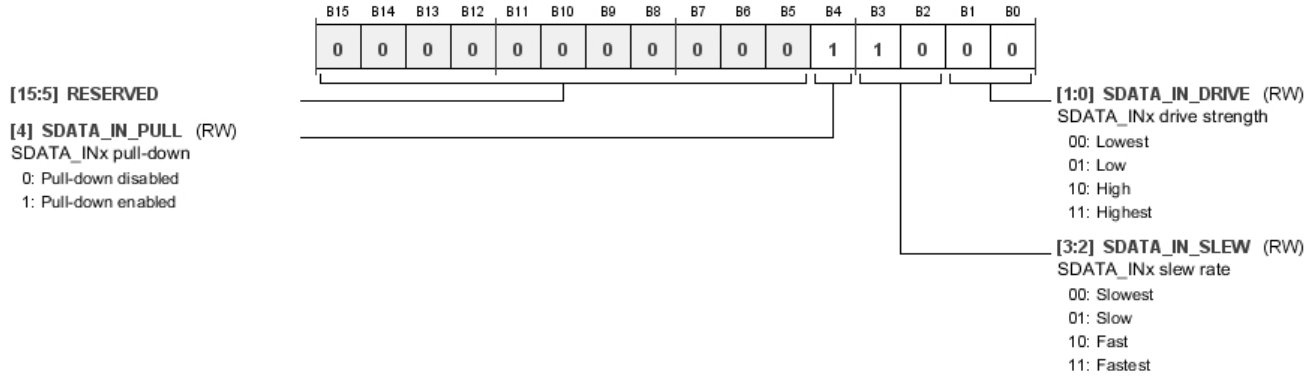 B15 B14 B13 B12 B11 B10 B9 B8 B7 B6 B5 B4 B3 B2 B1 B0
0 0 0 0 0 0 0 0 0 0 0 1 1 0 0 0
[15:5] RESERVED
[4] SDATA_IN_PULL (RW)
SDATA_INx pull-down
0: Pull-down disabled
1: Pull-down enabled
[1:0] SDATA_IN_DRIVE (RW)
SDATA_INx drive strength
00: Lowest
01: Low
10: High
11: Highest
[3:2] SDATA_IN_SLEW (RW)
SDATA_INx slew rate
00: Slowest
01: Slow
10: Fast
11: Fastest